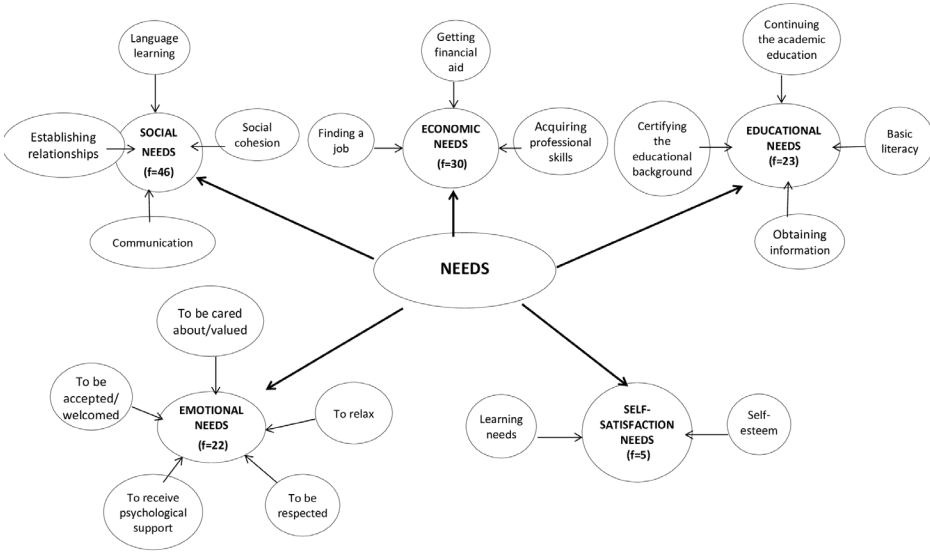 Language
learning
Establishing
relationships
SOCIAL
NEEDS
(f=46)
Social
cohesion
Communication
Getting
financial
aid
Finding a
job
ECONOMIC
NEEDS
(f=30)
Acquiring
professional
skills
Continuing
the academic
education
Certifying
the
educational
background
EDUCATIONAL
NEEDS
(f=23)
Basic
literacy
Obtaining
information
NEEDS
To be cared
about/valued
To be
accepted/
welcomed
EMOTIONAL
NEEDS
(f=22)
To relax
To receive
psychological
support
To be
respected
Learning
needs
SELF-
SATISFACTION
NEEDS
(f=5)
Self-
esteem